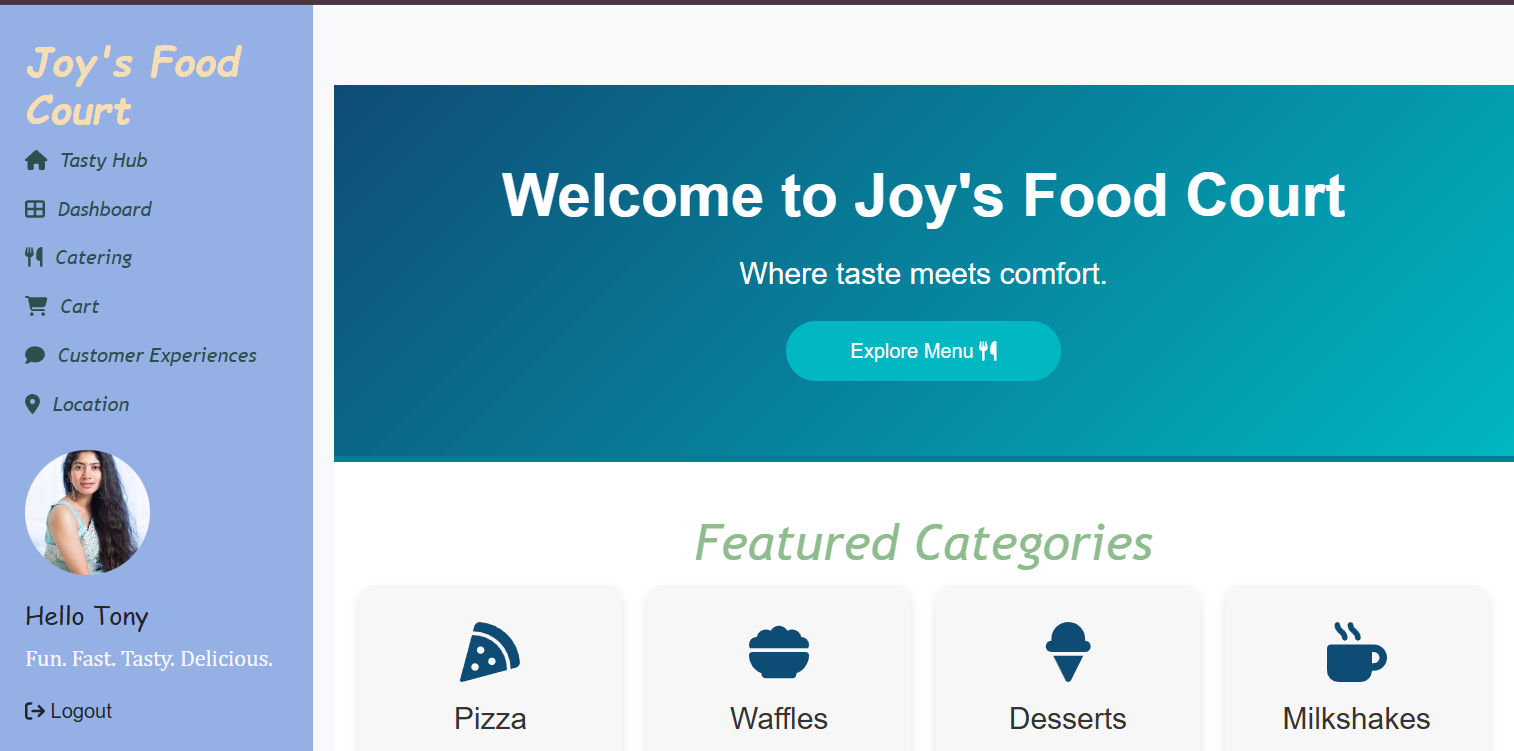 Joy's Food
Court
Tasty Hub
Dashboard
Catering
Cart
Customer Experiences
Location
Hello Tony
Fun. Fast. Tasty. Delicious.
Logout
Welcome to Joy's Food Court
Where taste meets comfort.
Explore Menu
Featured Categories
Pizza
Waffles
Desserts
Milkshakes